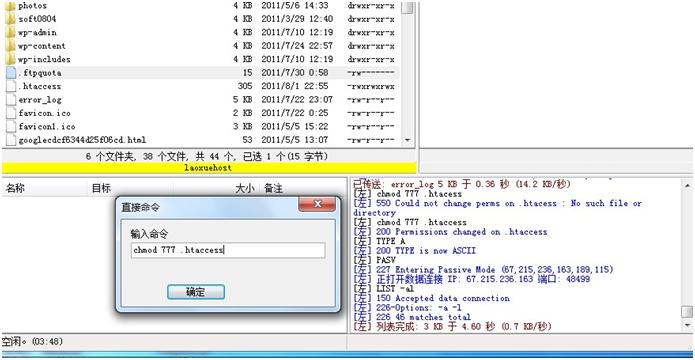 photos 4 KB 2011/5/6 14:33 drwxr-xr-x
soft0804 4 KB 2011/3/29 12:40 drwxr-xr-x
wp-admin 4 KB 2011/7/10 12:19 drwxr-xr-x
wp-content 4 KB 2011/7/24 22:57 drwxr-xr-x
wp-includes 4 KB 2011/7/10 12:19 drwxr-xr-x
.ftpquota 15 2011/7/30 0:58 -rw-------
.htaccess 305 2011/8/1 22:55 -rwxrwxrwx
error_log 5 KB 2011/7/22 23:07 -rw-r--r--
favicon.ico 2 KB 2011/7/22 0:25 -rw-r--r--
favicon1.ico 3 KB 2011/5/5 15:22 -rw-r--r--
googlecdcf6344d25f06cd.html 53 2011/5/5 13:07 -rw-r--r--
6 个文件夹, 38 个文件, 共 44 个, 已选 1 个(15 字节)
laoxuehost
名称 目标 大小 备注
直接命令
输入命令
chmod 777 .htaccess
确定
已传送: error_log 5 KB 于 0.36 秒 (14.2 KB/秒)
[左] chmod 777 .htacess
[左] 550 Could not change perms on .htacess : No such file or
directory
[左] chmod 777 .htaccess
[左] 200 Permissions changed on .htaccess
[左] TYPE A
[左] 200 TYPE is now ASCII
[左] PASV
[左] 227 Entering Passive Mode (67,215,236,163,189,115)
[左] 正打开数据连接 IP: 67.215.236.163 端口: 48499
[左] LIST -al
[左] 150 Accepted data connection
[左] 226-Options: -a -l
[左] 226 46 matches total
[左] 列表完成: 3 KB 于 4.60 秒 (0.7 KB/秒)
空闲。(03:48)